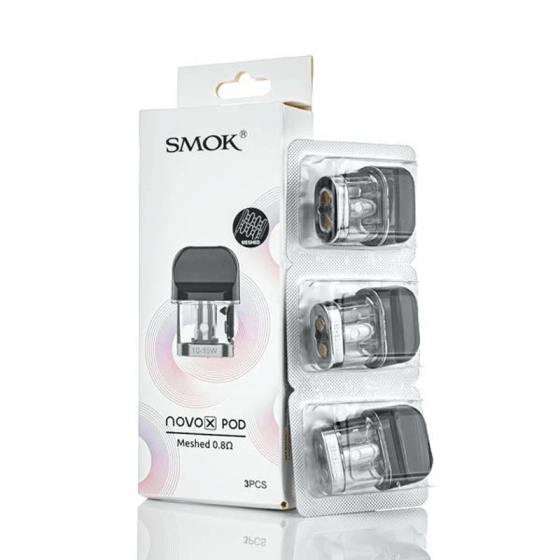 SMOK®
MESHED
10-15W
novo X POD
Meshed 0.8Ω
3PCS